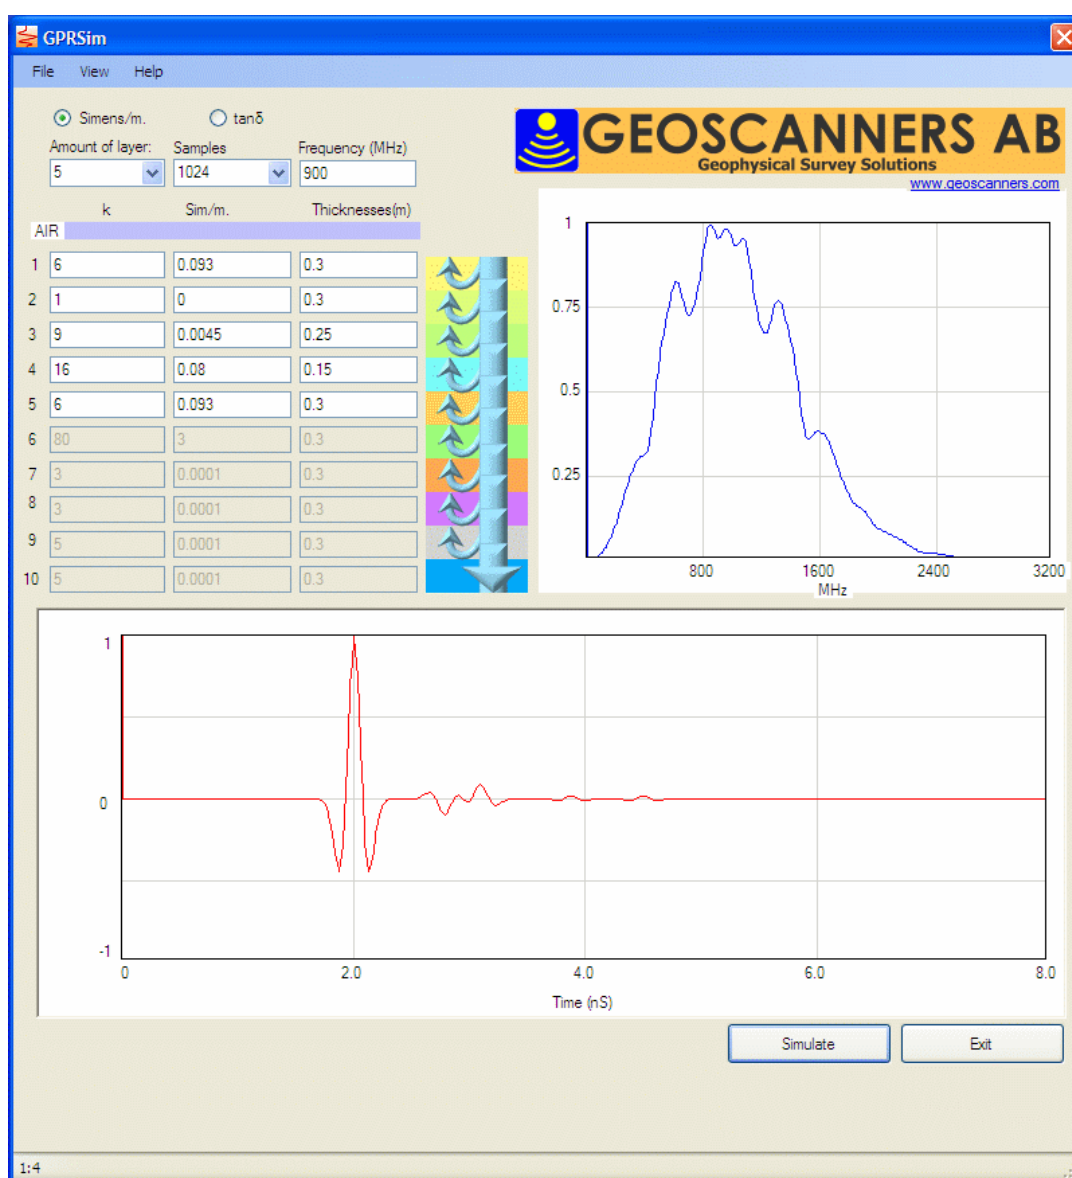 GPRSim
File View Help
Simens/m. tanδ
Amount of layer: Samples Frequency (MHz)
5 1024 900
GEOSCANNERS AB
Geophysical Survey Solutions
www.geoscanners.com
k Sim/m. Thicknesses(m)
AIR
1 6 0.093 0.3
2 1 0 0.3
3 9 0.0045 0.25
4 16 0.08 0.15
5 6 0.093 0.3
6 80 3 0.3
7 3 0.0001 0.3
8 3 0.0001 0.3
9 5 0.0001 0.3
10 5 0.0001 0.3
1
0.75
0.5
0.25
800 1600 2400 3200
MHz
1
0
-1
0 2.0 4.0 6.0 8.0
Time (nS)
Simulate Exit
1:4